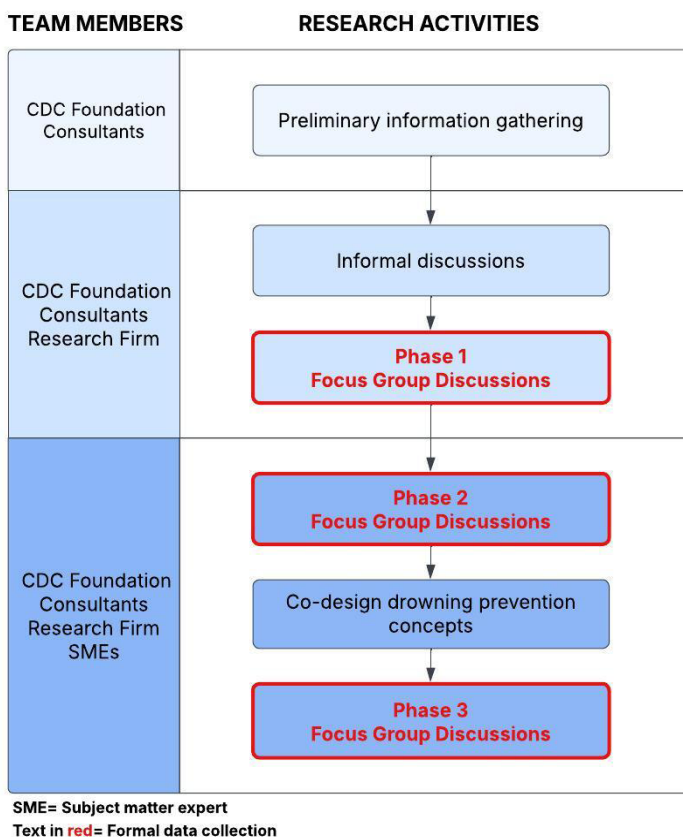 TEAM MEMBERS
RESEARCH ACTIVITIES
CDC Foundation
Consultants
Preliminary information gathering
CDC Foundation
Consultants
Research Firm
Informal discussions
Phase 1
Focus Group Discussions
CDC Foundation
Consultants
Research Firm
SMEs
Phase 2
Focus Group Discussions
Co-design drowning prevention
concepts
Phase 3
Focus Group Discussions
SME= Subject matter expert
Text in red= Formal data collection